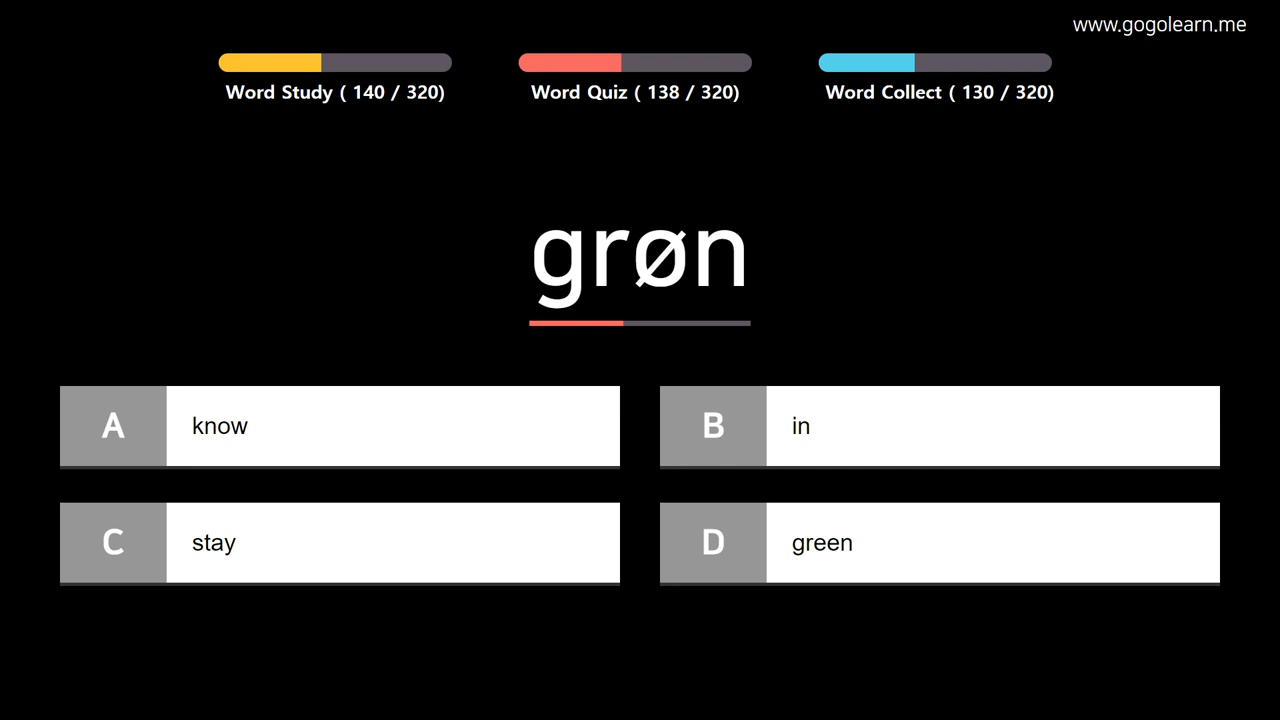 www.gogolearn.me
Word Study ( 140 / 320)
Word Quiz ( 138 / 320)
Word Collect ( 130 / 320)
grøn
A know
B in
C stay
D green